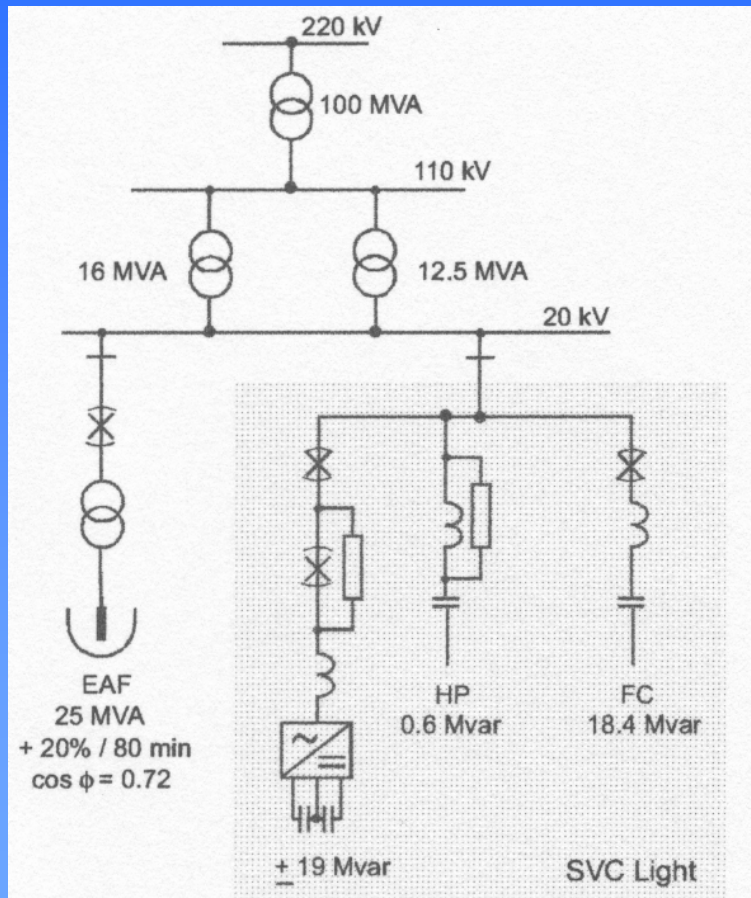 220 kV
100 MVA
110 kV
16 MVA
12.5 MVA
20 kV
EAF
25 MVA
+ 20% / 80 min
cos ϕ = 0.72
HP
0.6 Mvar
FC
18.4 Mvar
± 19 Mvar
SVC Light